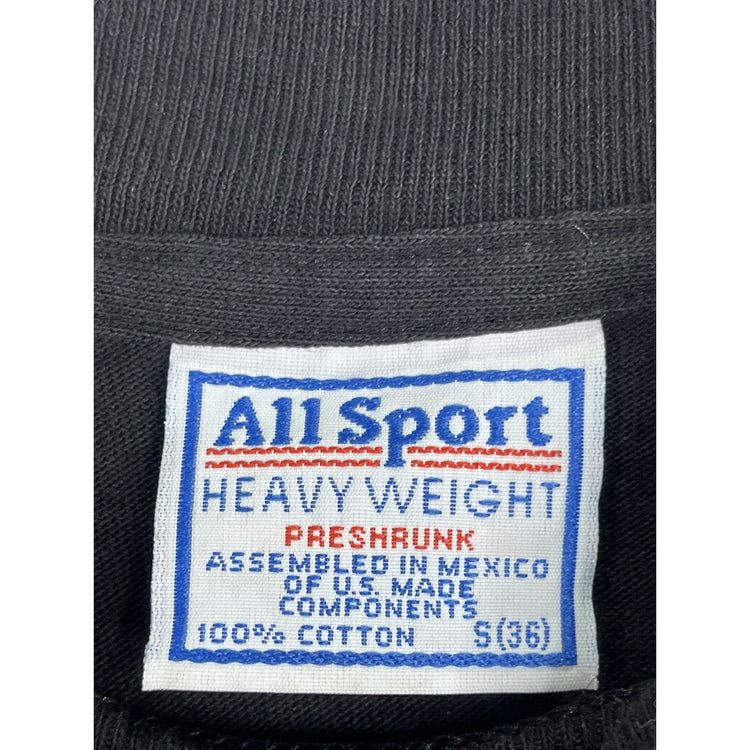 All Sport
HEAVY WEIGHT
PRESHRUNK
ASSEMBLED IN MEXICO
OF U.S. MADE
COMPONENTS
100% COTTON S(36)